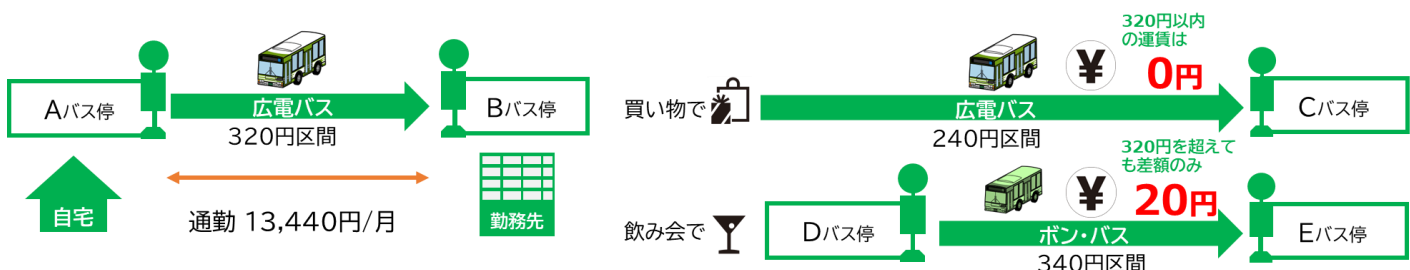 Aバス停
広電バス
320円区間
Bバス停
自宅
通勤 13,440円/月
勤務先
320円以内
の運賃は
¥
0円
買い物で
広電バス
Cバス停
240円区間
320円を超えて
も差額のみ
¥
20円
飲み会で
Dバス停
ボン・バス
Eバス停
340円区間